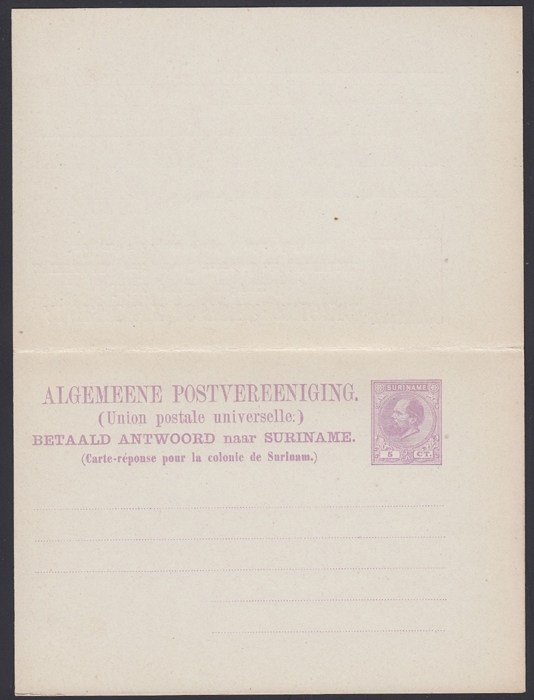 ALGEMEENE POSTVEREENIGING.
(Union postale universelle.)
BETAALD ANTWOORD naar SURINAME.
(Carte-réponse pour la colonie de Surinam.)
SURINAME
5 CT.